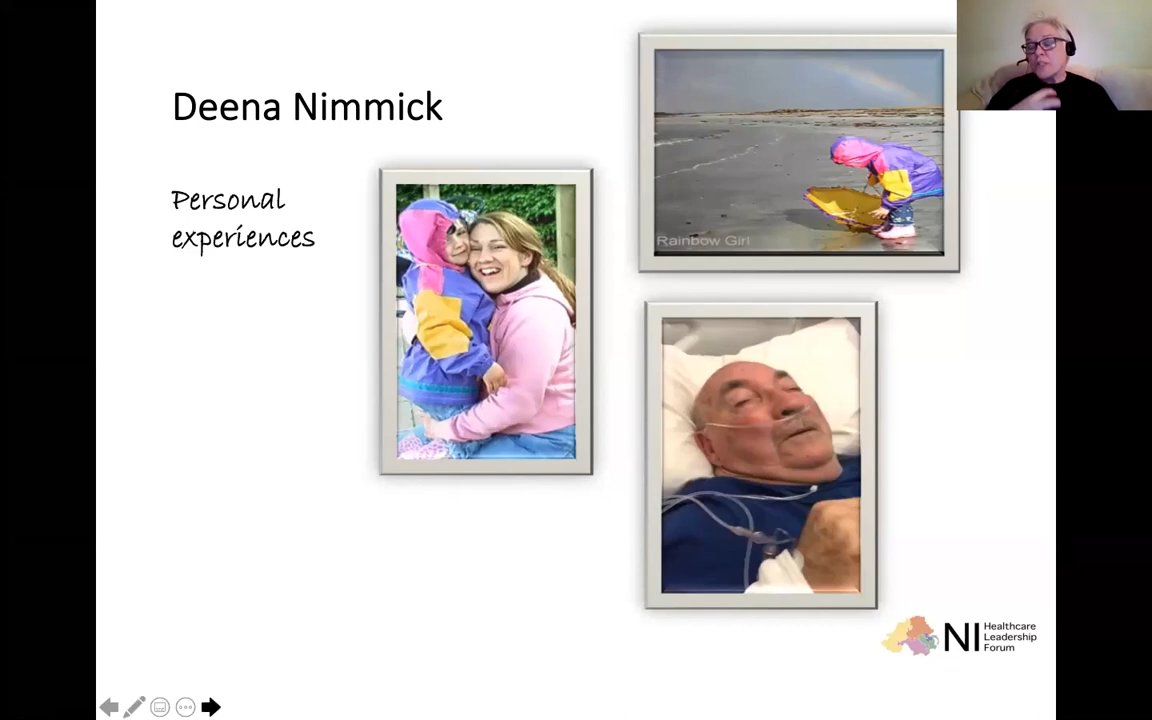 Deena Nimmick
Personal
experiences
Rainbow Girl
NI Healthcare
Leadership
Forum